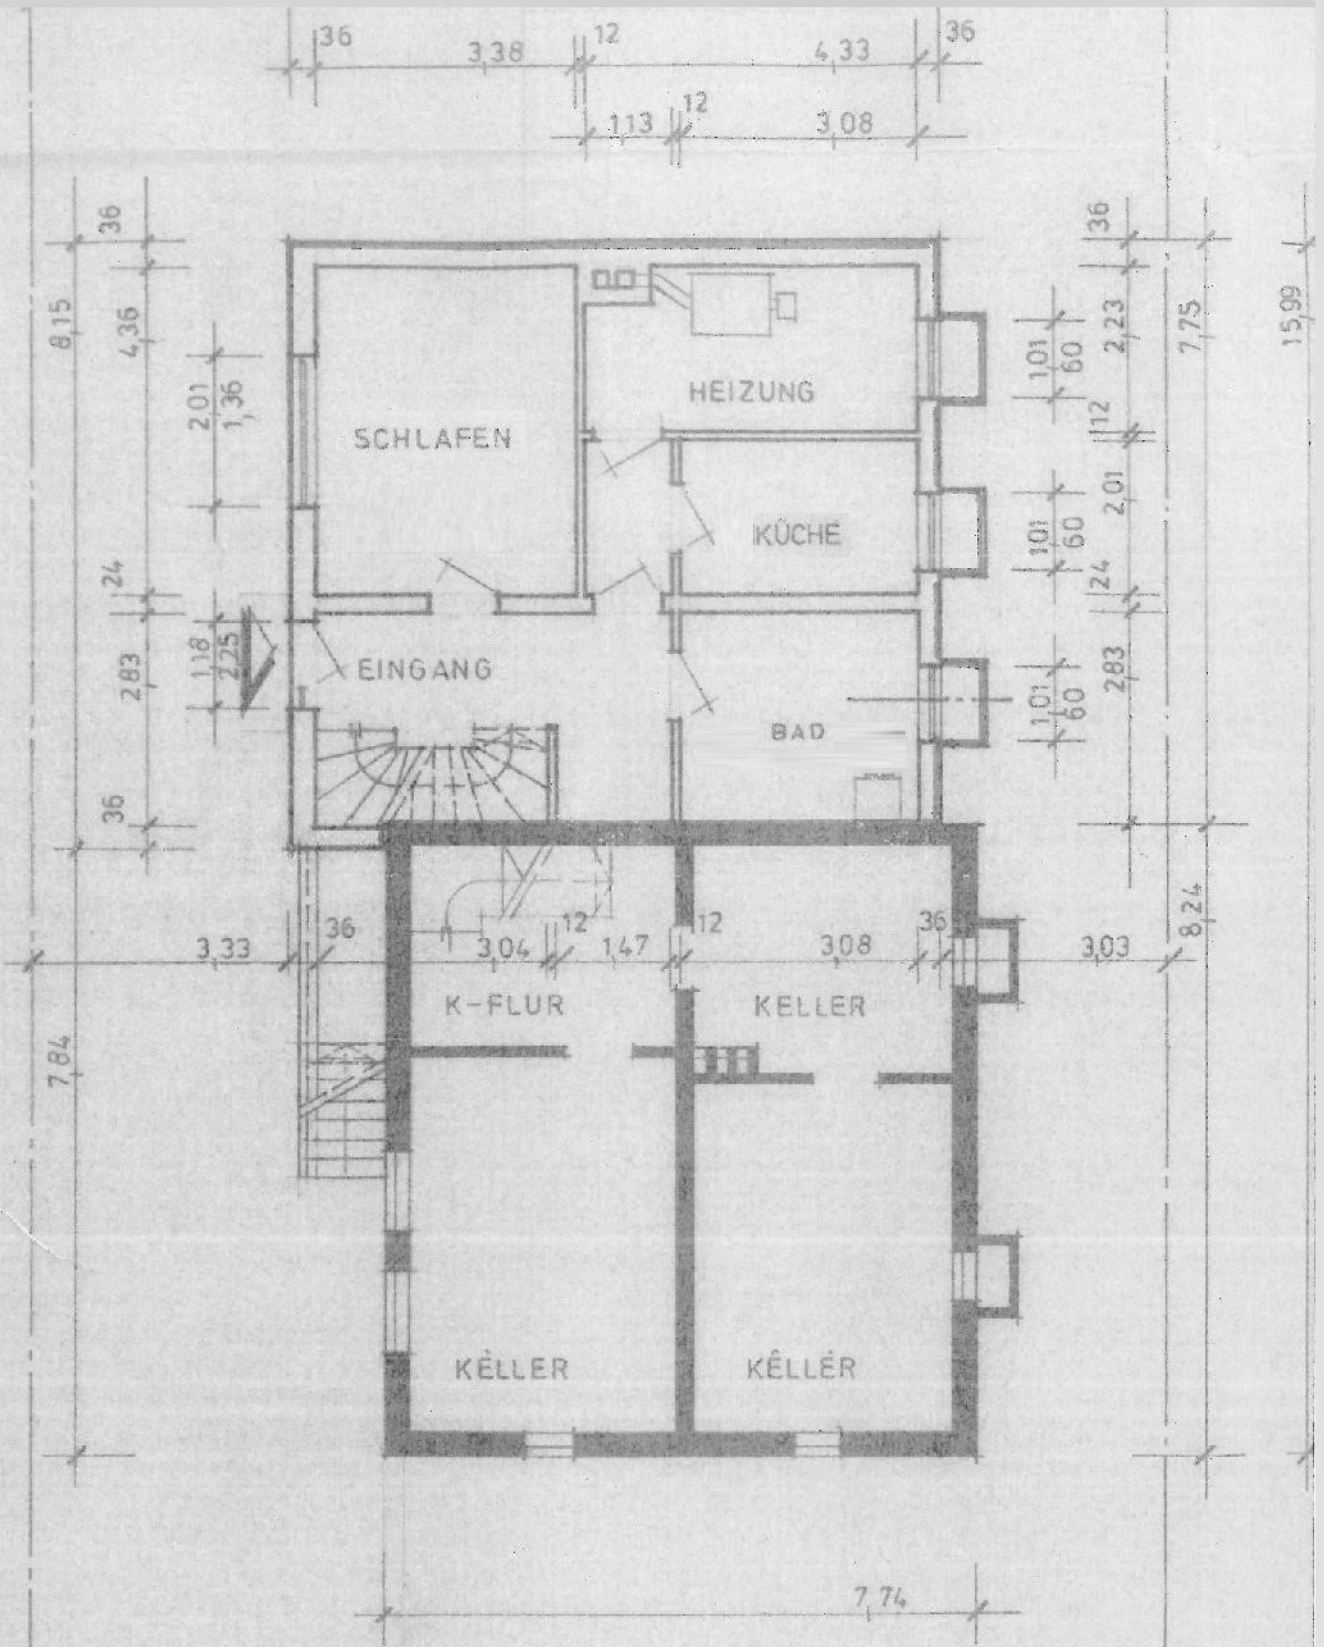 36 3,38 12 4,33 36
1,13 12 3,08
36
36
8,15
4,36
2,01
1,36
1,01
60
2,23
7,75
15,99
HEIZUNG
12
SCHLAFEN
KÜCHE
1,01
60
2,01
24
24
1,18
2,25
2,83
EINGANG
BAD
1,01
60
2,83
36
8,24
3,33 36 3,04 12 1,47 12 3,08 36 3,03
K-FLUR KELLER
7,84
KELLER KELLER
7,74